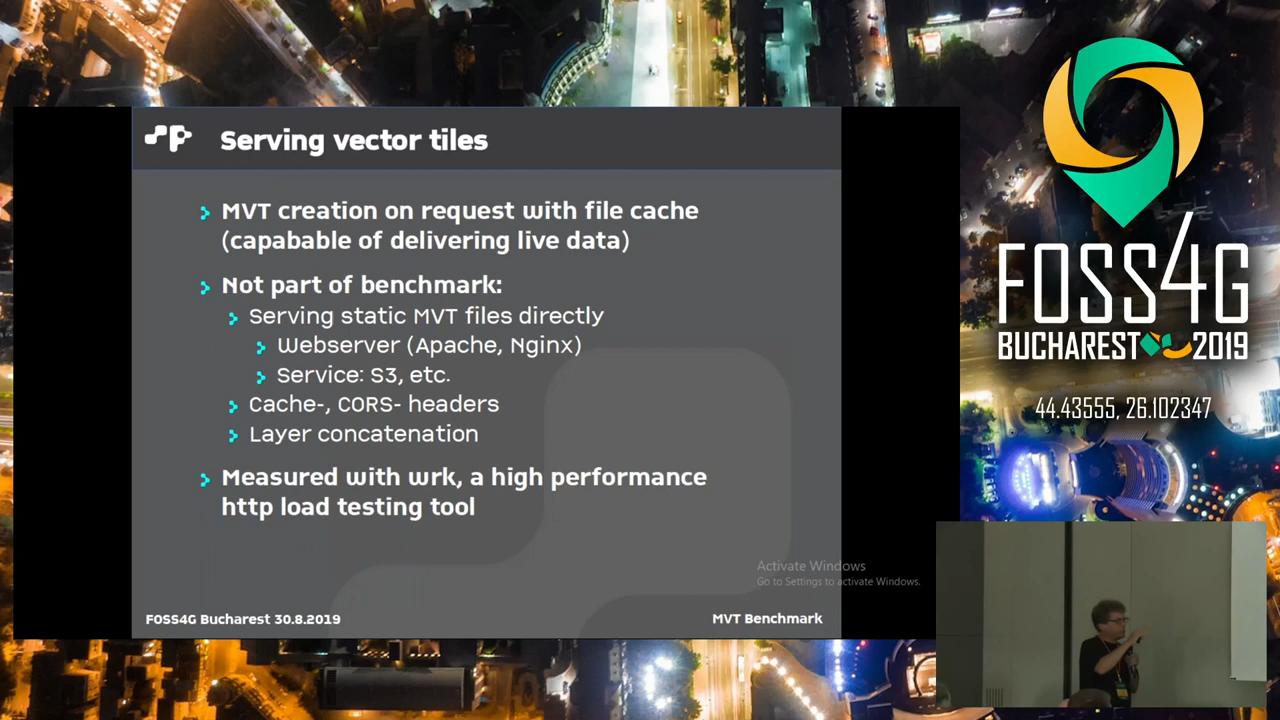 Serving vector tiles
MVT creation on request with file cache
(capabable of delivering live data)
Not part of benchmark:
Serving static MVT files directly
Webserver (Apache, Nginx)
Service: S3, etc.
Cache-, CORS- headers
Layer concatenation
Measured with wrk, a high performance
http load testing tool
Activate Windows
Go to Settings to activate Windows.
FOSS4G Bucharest 30.8.2019
MVT Benchmark
FOSS4G
BUCHAREST 2019
44.43555, 26.102347